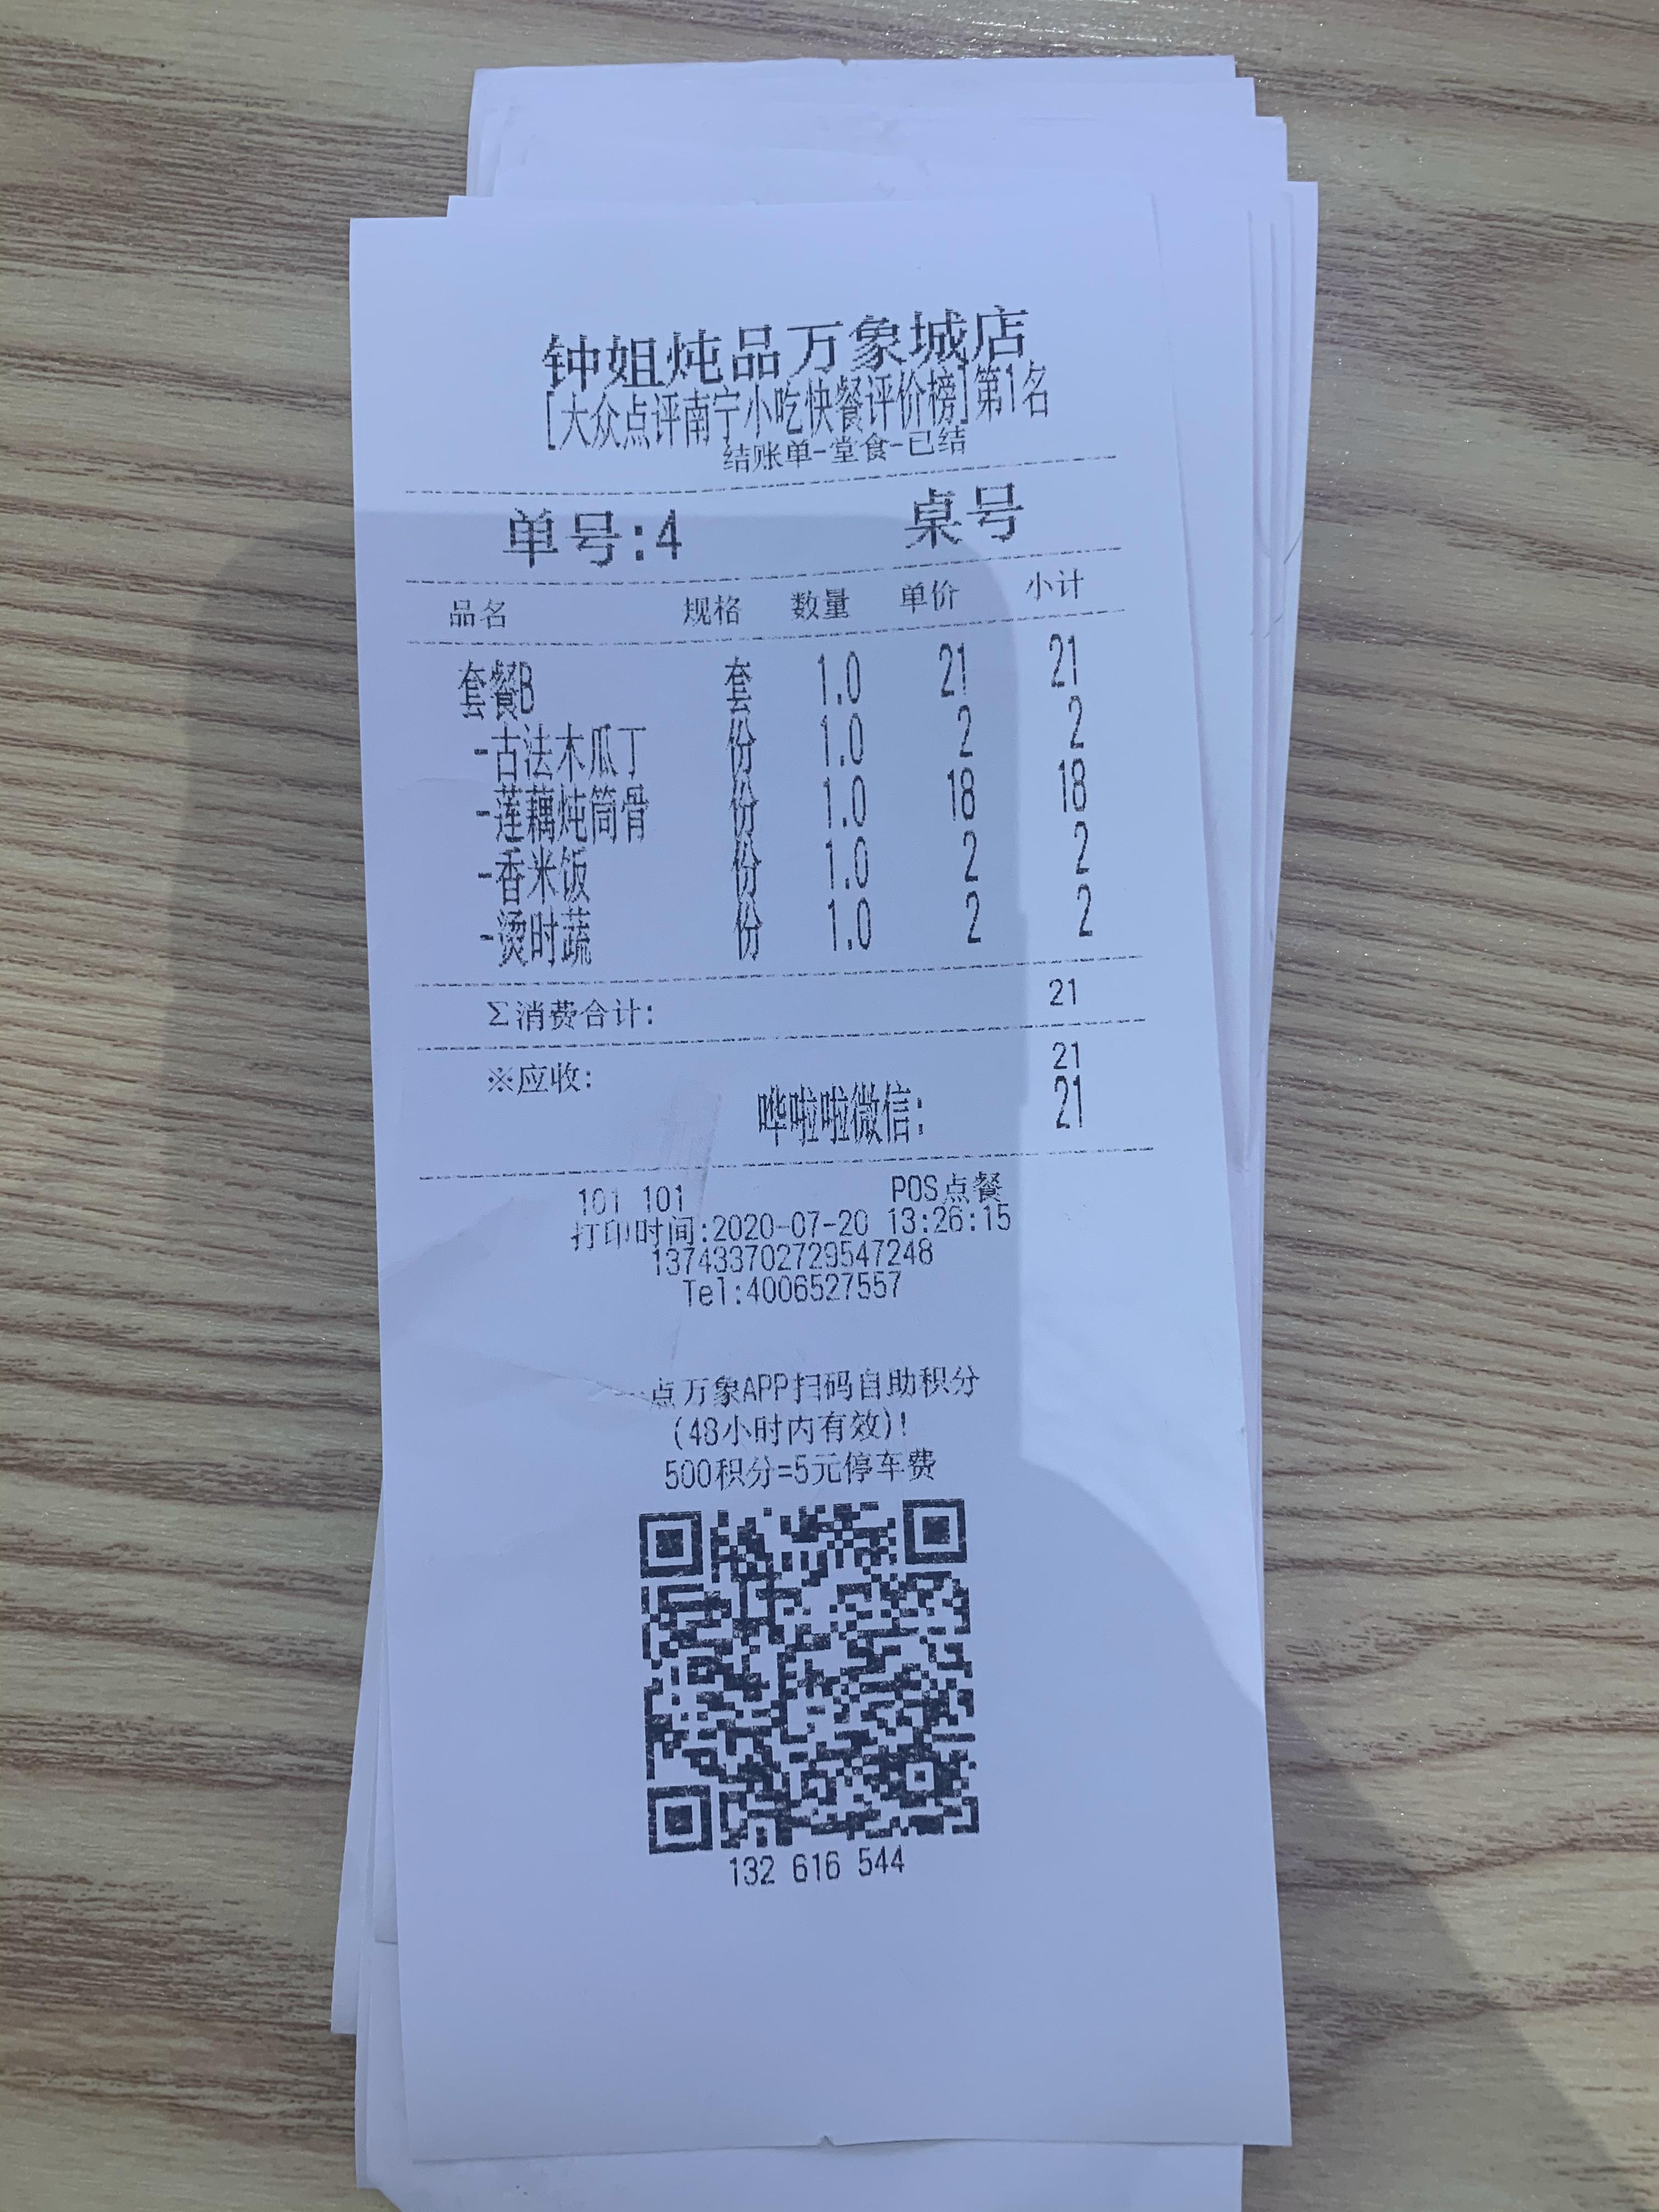 钟姐炖品万象城店
[大众点评南宁小吃快餐评价榜]第1名
结账单-堂食-已结
单号:4 桌号
品名 规格 数量 单价 小计
套餐B 套 1.0 21 21
-古法木瓜丁 份 1.0 2 2
-莲藕炖筒骨 份 1.0 18 18
-香米饭 份 1.0 2 2
-烫时蔬 份 1.0 2 2
Σ消费合计: 21
※应收: 21
哗啦啦微信: 21
101 101 POS点餐
打印时间:2020-07-20 13:26:15
137433702729547248
Tel:4006527557
一点万象APP扫码自助积分
(48小时内有效)!
500积分=5元停车费
132 616 544